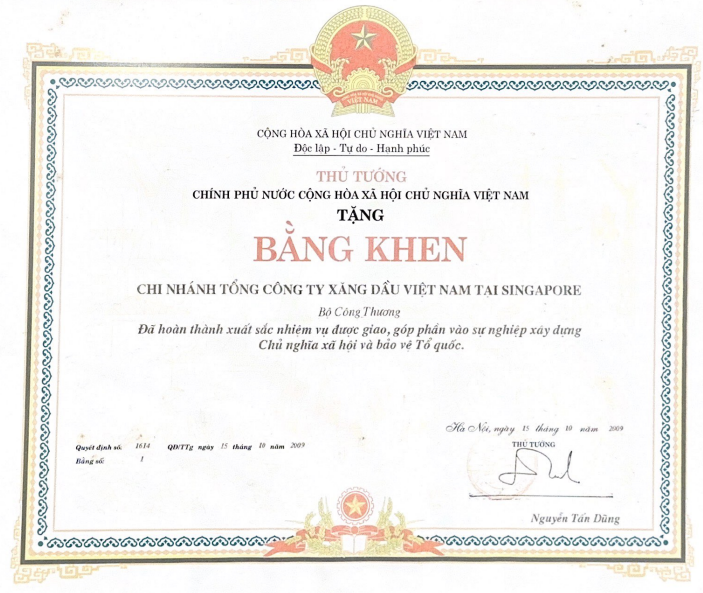 VIỆT NAM
CỘNG HÒA XÃ HỘI CHỦ NGHĨA VIỆT NAM
Độc lập - Tự do - Hạnh phúc
THỦ TƯỚNG
CHÍNH PHỦ NƯỚC CỘNG HÒA XÃ HỘI CHỦ NGHĨA VIỆT NAM
TẶNG
BẰNG KHEN
CHI NHÁNH TỔNG CÔNG TY XĂNG DẦU VIỆT NAM TẠI SINGAPORE
Bộ Công Thương
Đã hoàn thành xuất sắc nhiệm vụ được giao, góp phần vào sự nghiệp xây dựng
Chủ nghĩa xã hội và bảo vệ Tổ quốc.
Hà Nội, ngày 15 tháng 10 năm 2009
Quyết định số: 1614 QĐ/TTg ngày 15 tháng 10 năm 2009
Bằng số: 1
THỦ TƯỚNG
Nguyễn Tấn Dũng